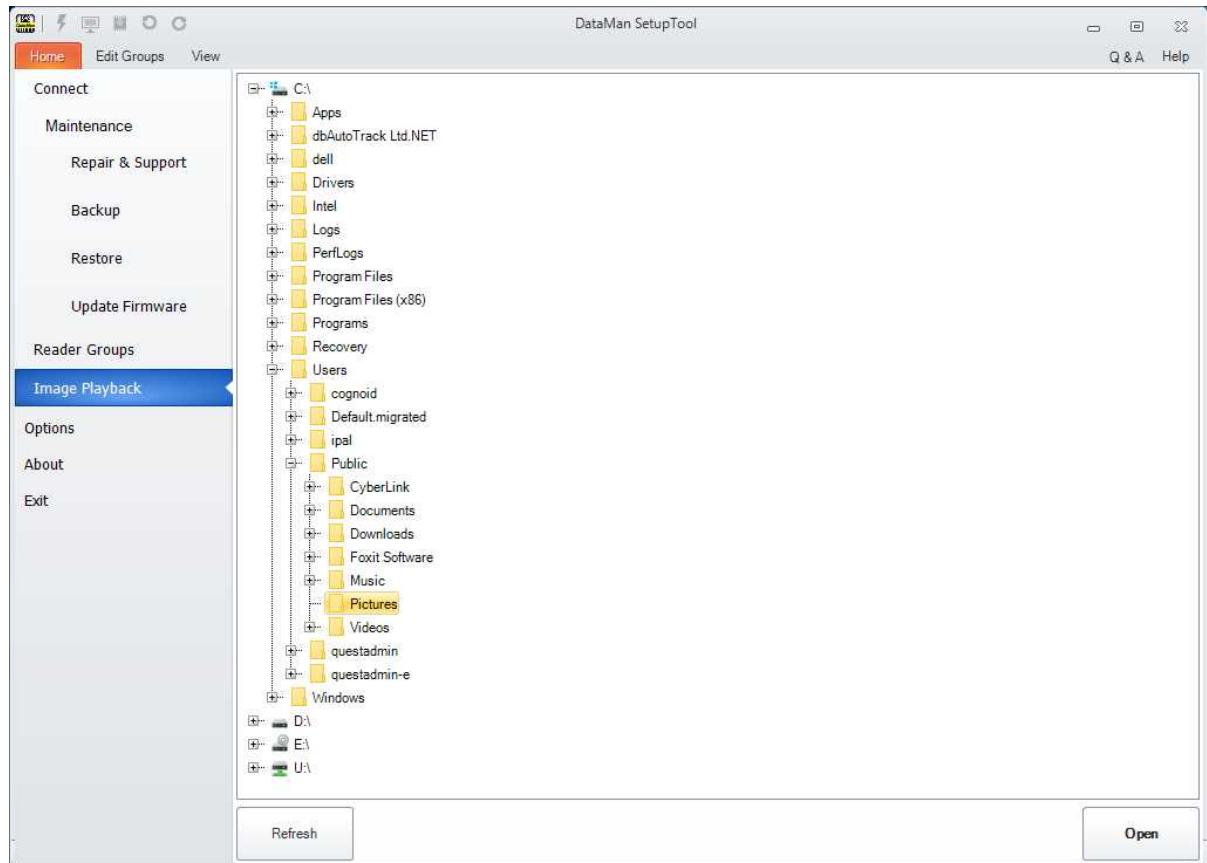 DataMan SetupTool
Home Edit Groups View Q & A Help
Connect
Maintenance
Repair & Support
Backup
Restore
Update Firmware
Reader Groups
Image Playback
Options
About
Exit
C:\
Apps
dbAutoTrack Ltd.NET
dell
Drivers
Intel
Logs
PerfLogs
Program Files
Program Files (x86)
Programs
Recovery
Users
cognoid
Default.migrated
ipal
Public
CyberLink
Documents
Downloads
Foxit Software
Music
Pictures
Videos
questadmin
questadmin-e
Windows
D:\
E:\
U:\
Refresh Open